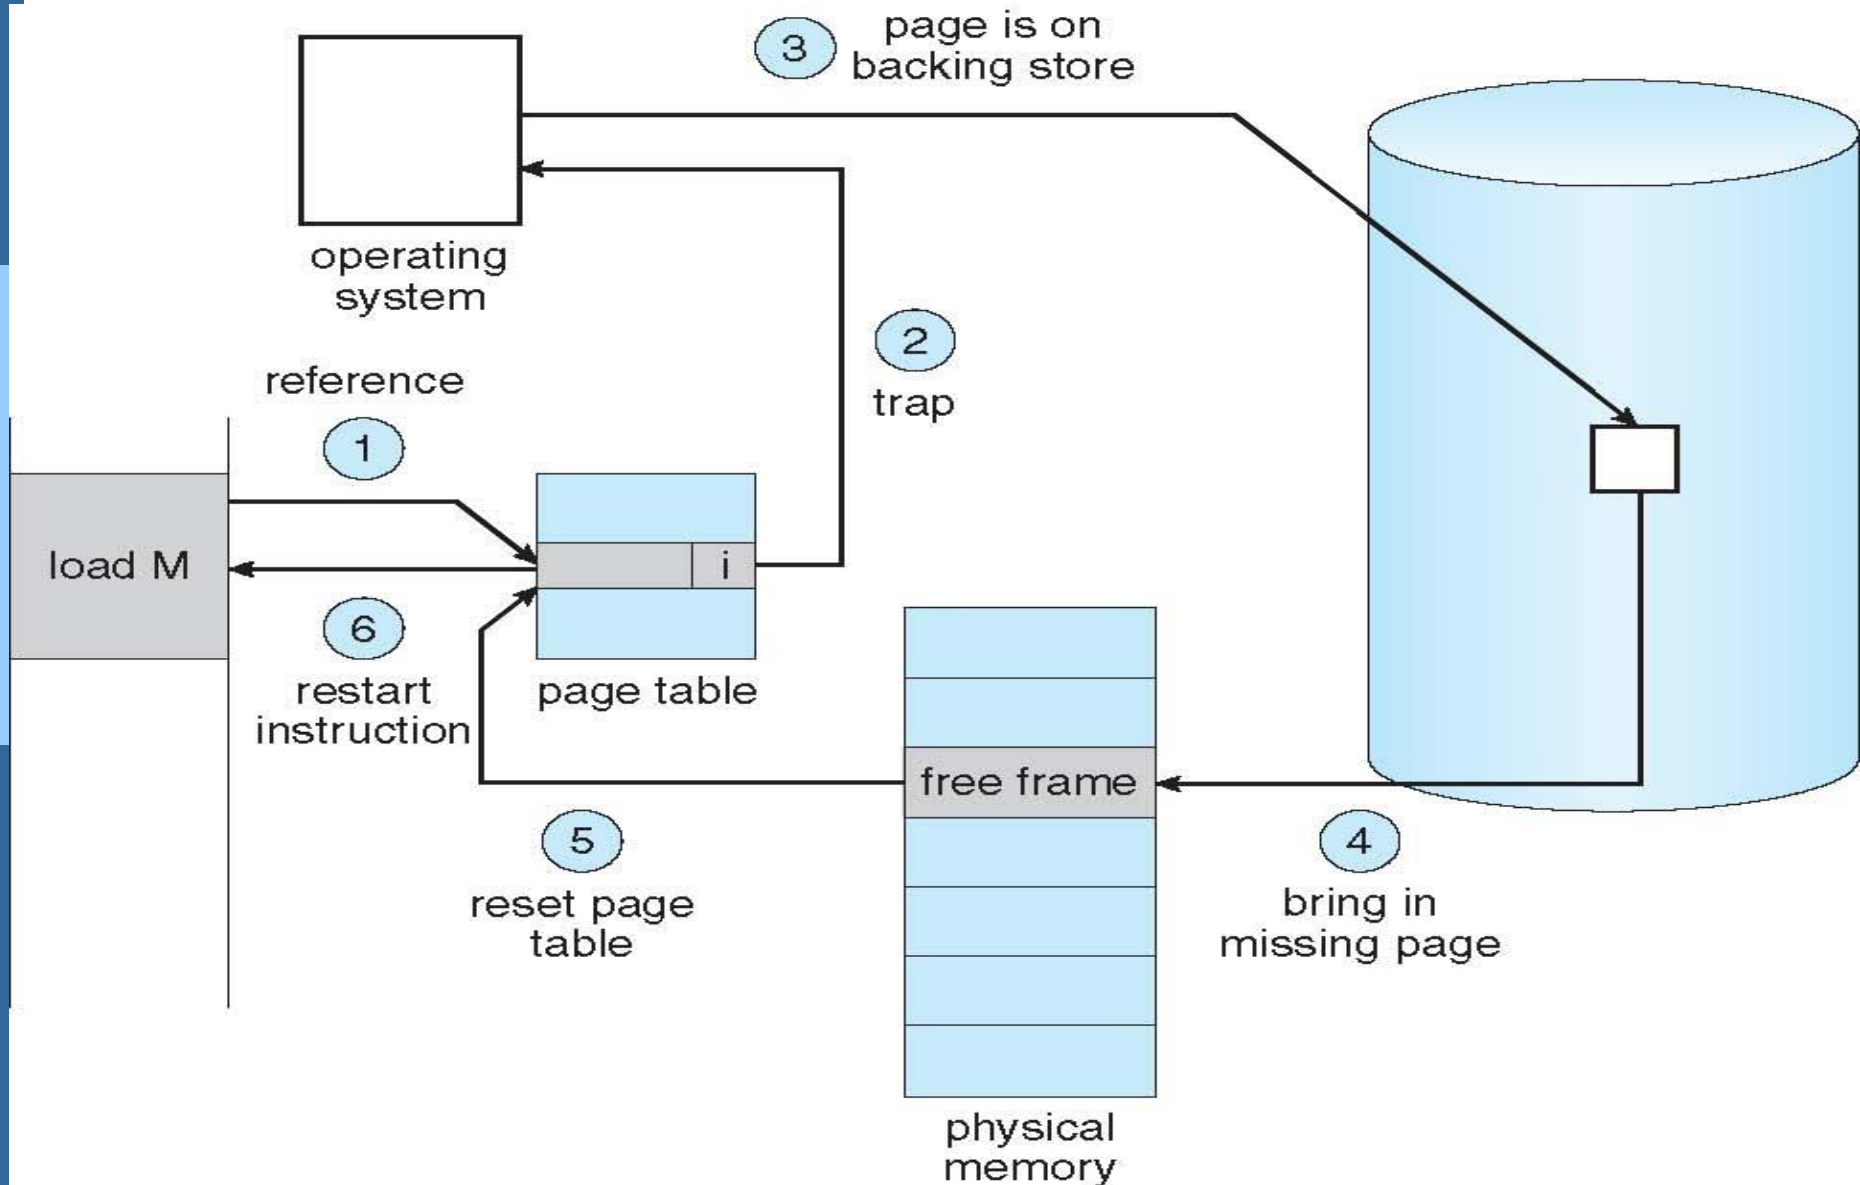 3
page is on
backing store
operating
system
2
trap
reference
1
load M
i
6
restart
instruction
page table
free frame
5
reset page
table
4
bring in
missing page
physical
memory